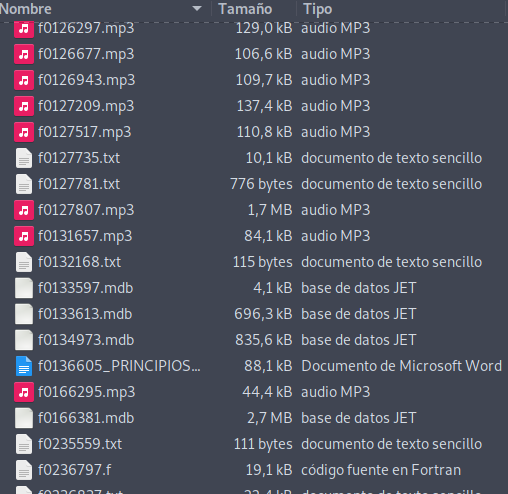 Nombre Tamaño Tipo
f0126297.mp3 129,0 kB audio MP3
f0126677.mp3 106,6 kB audio MP3
f0126943.mp3 109,7 kB audio MP3
f0127209.mp3 137,4 kB audio MP3
f0127517.mp3 110,8 kB audio MP3
f0127735.txt 10,1 kB documento de texto sencillo
f0127781.txt 776 bytes documento de texto sencillo
f0127807.mp3 1,7 MB audio MP3
f0131657.mp3 84,1 kB audio MP3
f0132168.txt 115 bytes documento de texto sencillo
f0133597.mdb 4,1 kB base de datos JET
f0133613.mdb 696,3 kB base de datos JET
f0134973.mdb 835,6 kB base de datos JET
f0136605_PRINCIPIOS... 88,1 kB Documento de Microsoft Word
f0166295.mp3 44,4 kB audio MP3
f0166381.mdb 2,7 MB base de datos JET
f0235559.txt 111 bytes documento de texto sencillo
f0236797.f 19,1 kB código fuente en Fortran